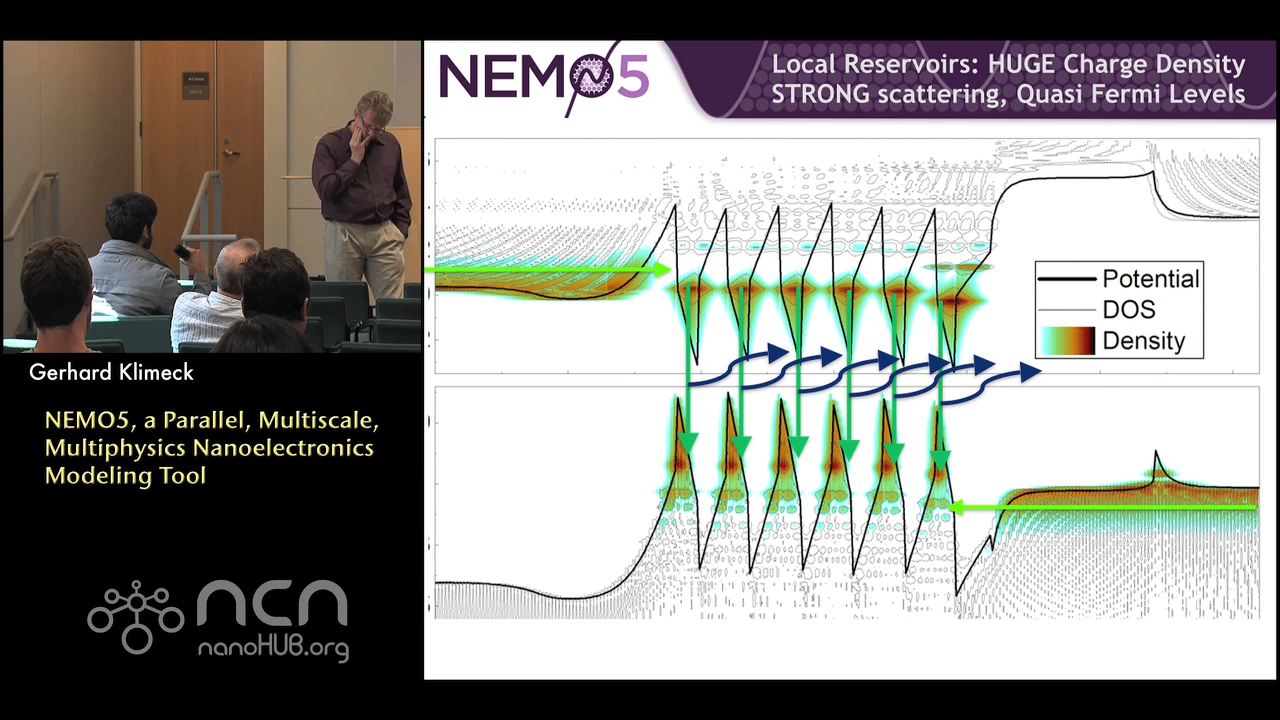 NEMO5
Local Reservoirs: HUGE Charge Density
STRONG scattering, Quasi Fermi Levels
Potential
DOS
Density
Gerhard Klimeck
NEMO5, a Parallel, Multiscale,
Multiphysics Nanoelectronics
Modeling Tool
ncn
nanoHUB.org